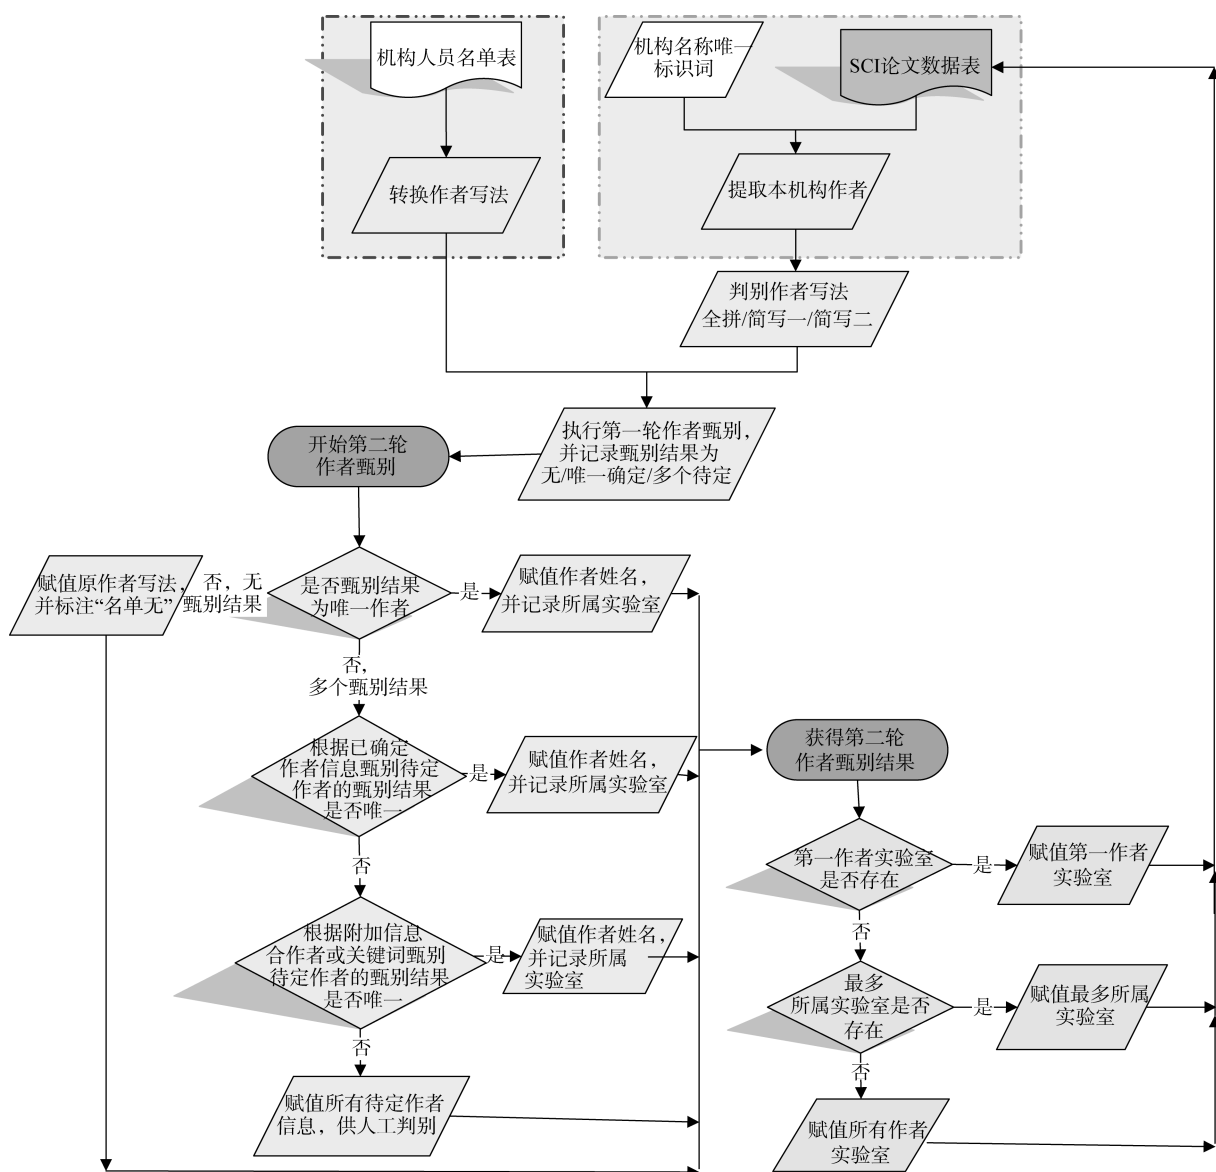 机构人员名单表
机构名称唯一
标识词
SCI论文数据表
转换作者写法
提取本机构作者
判别作者写法
全拼/简写一/简写二
执行第一轮作者甄别，
并记录甄别结果为
无/唯一确定/多个待定
开始第二轮
作者甄别
赋值原作者写法，
并标注“名单无”
否，无
甄别结果
是否甄别结果
为唯一作者
是
赋值作者姓名，
并记录所属实验室
否，
多个甄别结果
根据已确定
作者信息甄别待定
作者的甄别结果
是否唯一
是
赋值作者姓名，
并记录所属实验室
否
根据附加信息
合作者或关键词甄别
待定作者的甄别结果
是否唯一
是
赋值作者姓名，
并记录所属
实验室
否
赋值所有待定作者
信息，供人工判别
获得第二轮
作者甄别结果
第一作者实验室
是否存在
是
赋值第一作者
实验室
否
最多
所属实验室是否
存在
是
赋值最多所属
实验室
否
赋值所有作者
实验室